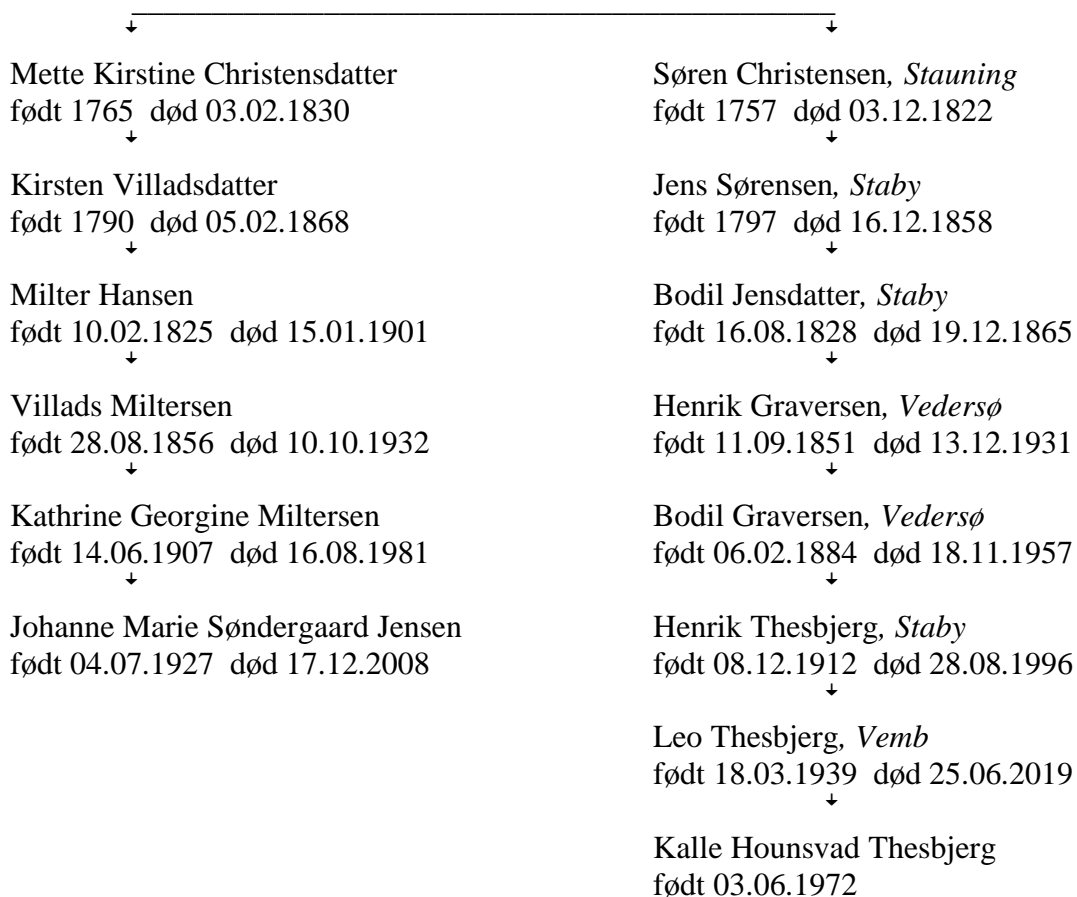 Mette Kirstine Christensdatter
født 1765  død 03.02.1830
Kirsten Villadsdatter
født 1790  død 05.02.1868
Milter Hansen
født 10.02.1825  død 15.01.1901
Villads Miltersen
født 28.08.1856  død 10.10.1932
Kathrine Georgine Miltersen
født 14.06.1907  død 16.08.1981
Johanne Marie Søndergaard Jensen
født 04.07.1927  død 17.12.2008
Søren Christensen, Stauning
født 1757  død 03.12.1822
Jens Sørensen, Staby
født 1797  død 16.12.1858
Bodil Jensdatter, Staby
født 16.08.1828  død 19.12.1865
Henrik Graversen, Vedersø
født 11.09.1851  død 13.12.1931
Bodil Graversen, Vedersø
født 06.02.1884  død 18.11.1957
Henrik Thesbjerg, Staby
født 08.12.1912  død 28.08.1996
Leo Thesbjerg, Vemb
født 18.03.1939  død 25.06.2019
Kalle Hounsvad Thesbjerg
født 03.06.1972